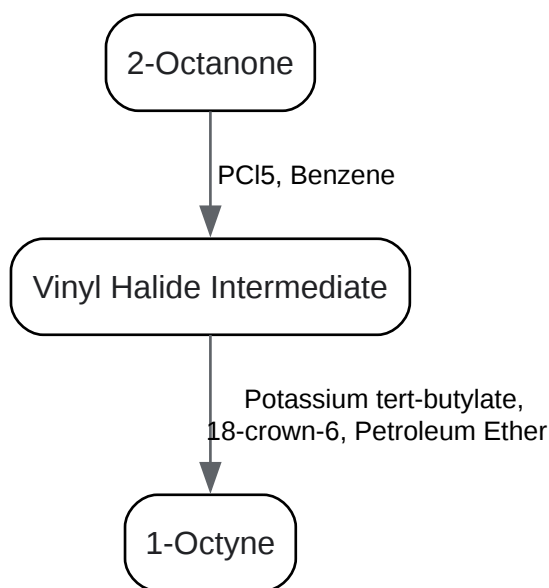 2-Octanone
PCl5, Benzene
Vinyl Halide Intermediate
Potassium tert-butylate,
18-crown-6, Petroleum Ether
1-Octyne